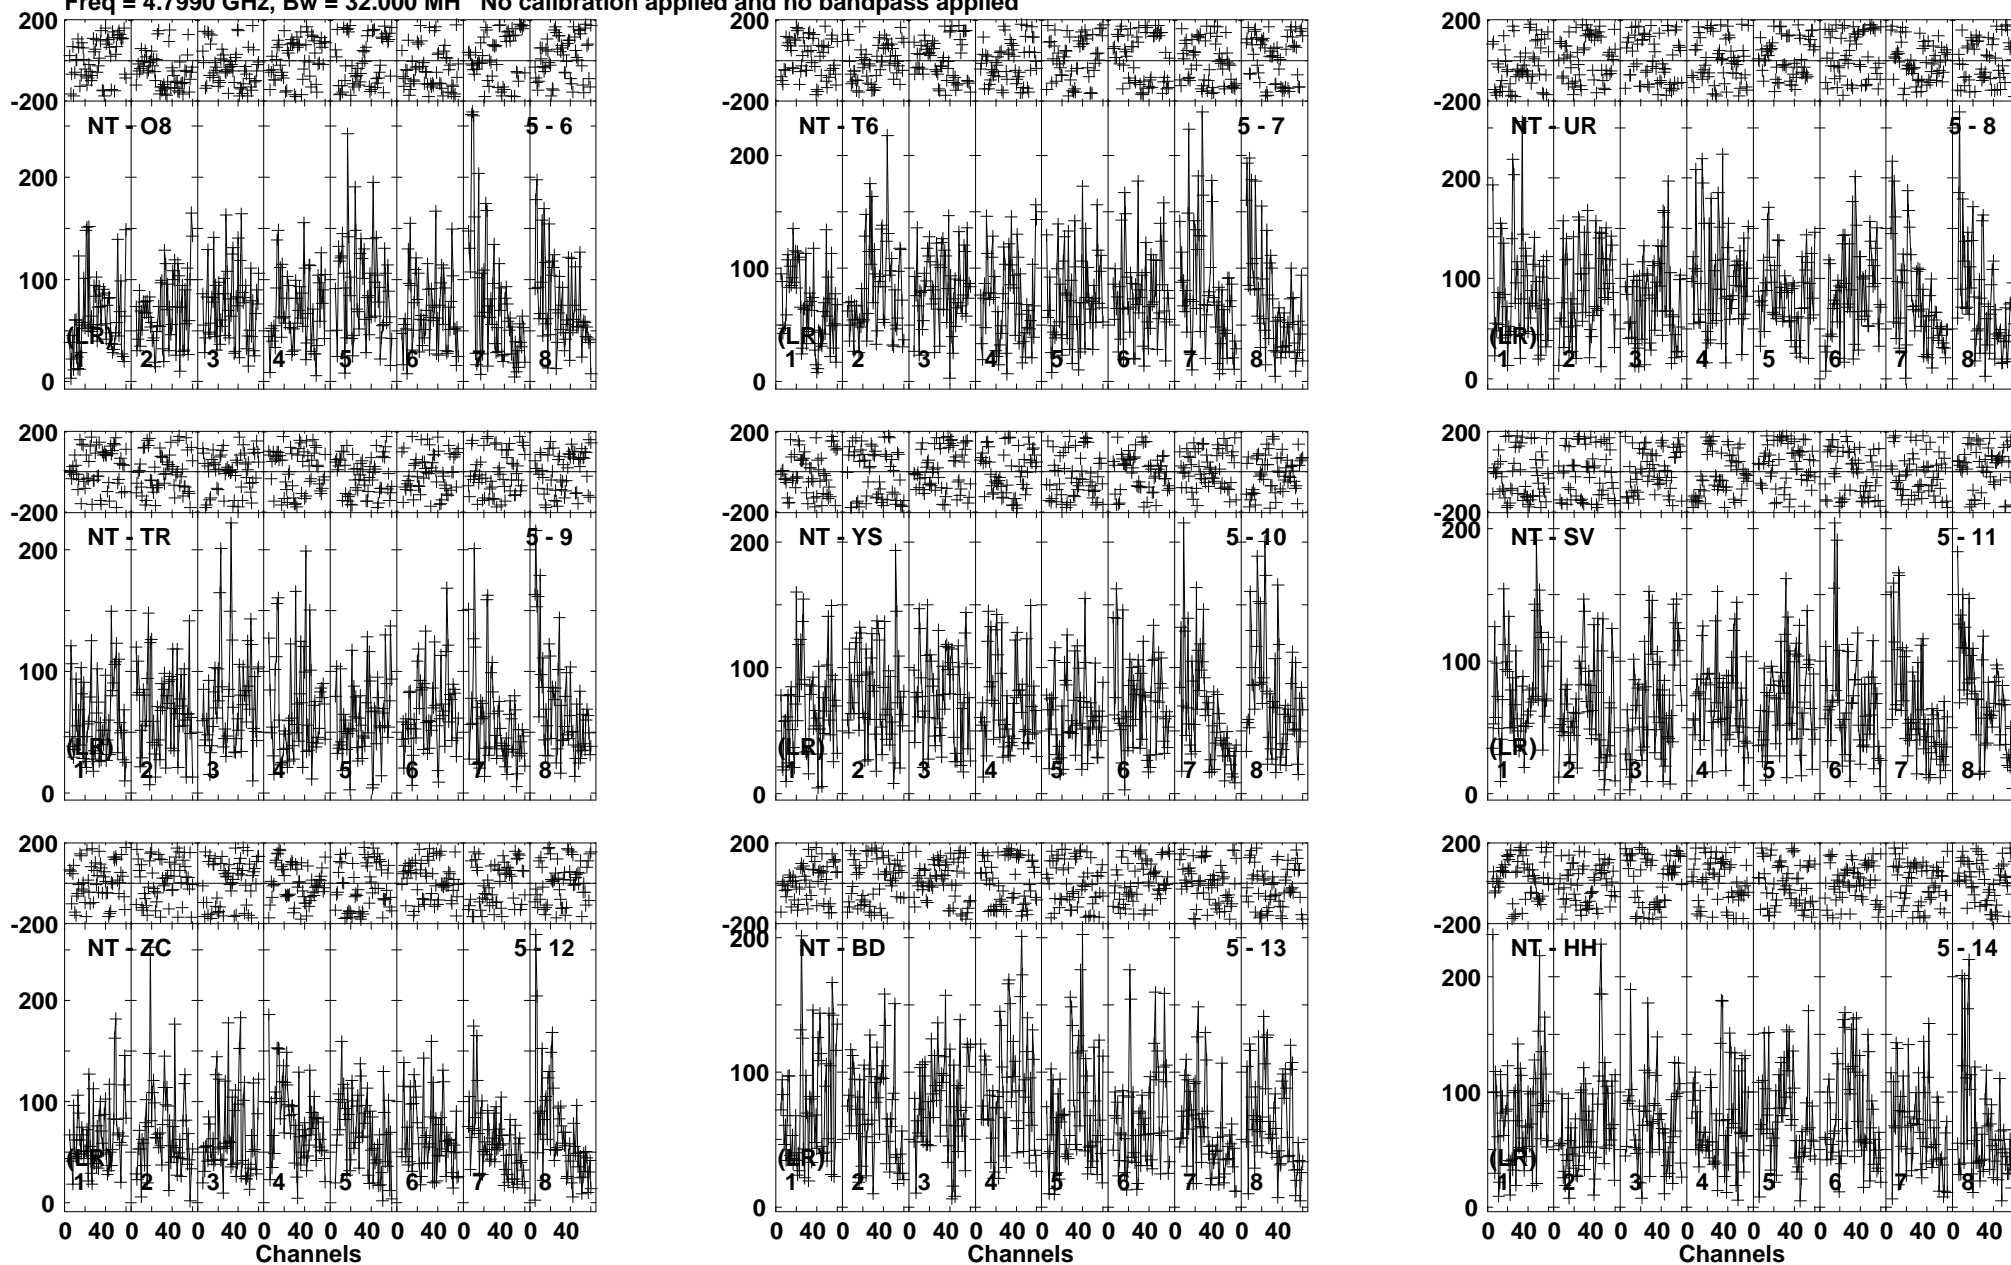 Freq = 4.7990 GHz, Bw = 32.000 MH No calibration applied and no bandpass applied
200 200 200
-200 -200 -200
NT - O8 5 - 6 NT - T6 5 - 7 NT - UR 5 - 8
200 200 200
100 100 100
(LR) (LR) (LR)
1 2 3 4 5 6 7 8 1 2 3 4 5 6 7 8 1 2 3 4 5 6 7 8
0 0 0
200 200 200
-200 -200 -200
NT - TR 5 - 9 NT - YS 5 - 10 NT - SV 5 - 11
200 200 200
100 100 100
(LR) (LR) (LR)
1 2 3 4 5 6 7 8 1 2 3 4 5 6 7 8 1 2 3 4 5 6 7 8
0 0 0
200 200 200
-200 -200 -200
NT - ZC 5 - 12 NT - BD 5 - 13 NT - HH 5 - 14
200 200 200
100 100 100
(LR) (LR) (LR)
1 2 3 4 5 6 7 8 1 2 3 4 5 6 7 8 1 2 3 4 5 6 7 8
0 0 0
0 40 0 40 0 40 0 40 0 40 0 40 0 40 0 40 0 40 0 40 0 40 0 40 0 40 0 40 0 40 0 40 0 40 0 40 0 40 0 40 0 40 0 40 0 40 0 40
Channels Channels Channels